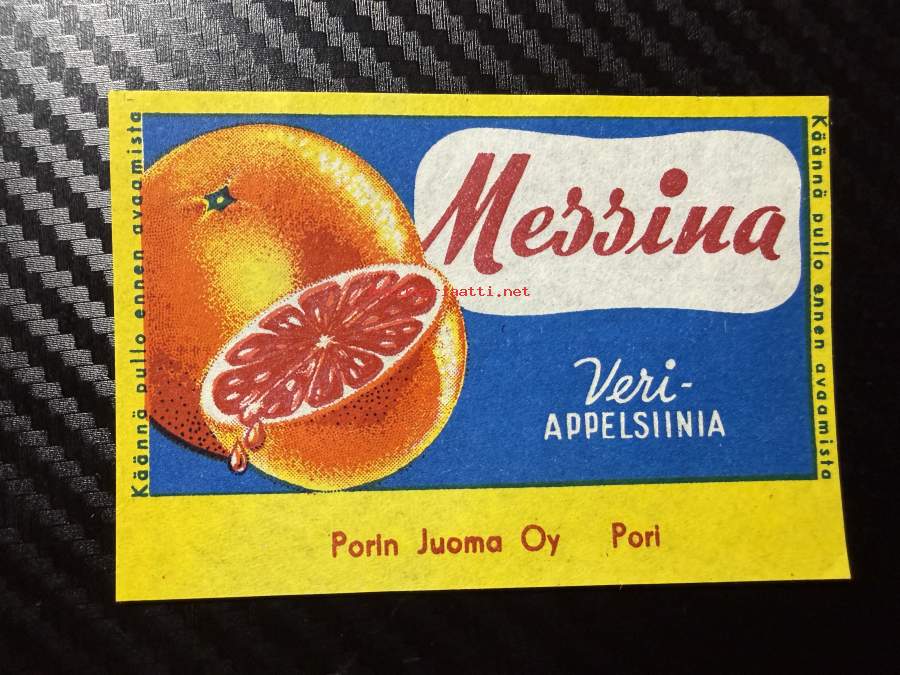 Käännä pullo ennen avaamista
Messina
Veri-
APPELSIINIA
Käännä pullo ennen avaamista
Porin Juoma Oy Pori